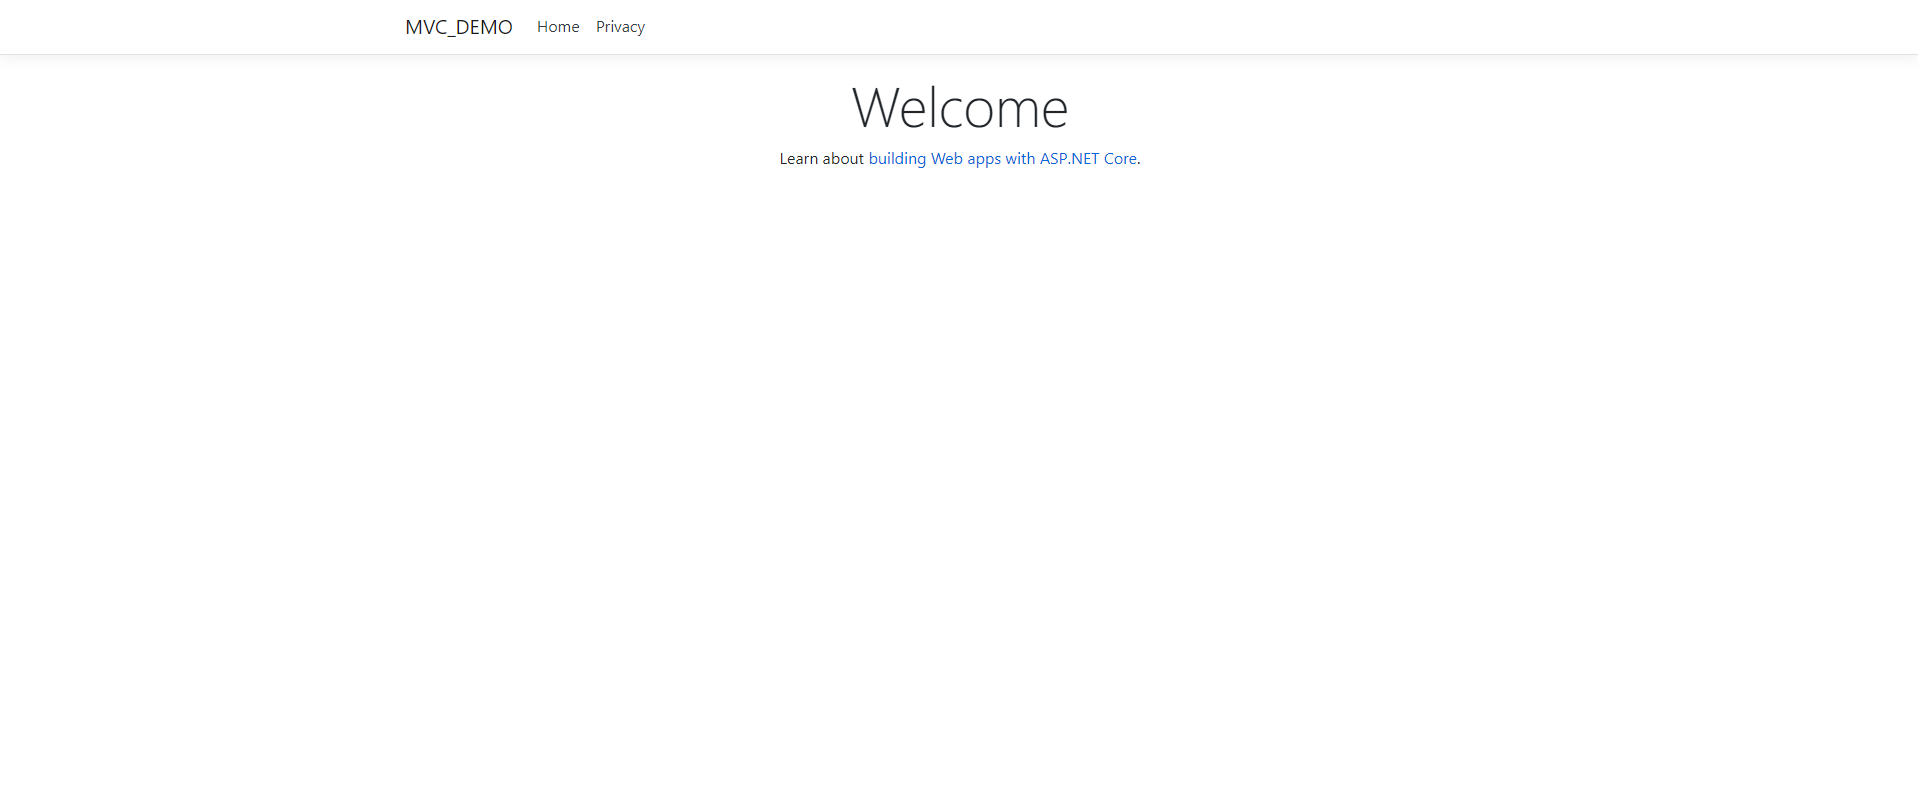 MVC_DEMO Home Privacy
Welcome
Learn about building Web apps with ASP.NET Core.